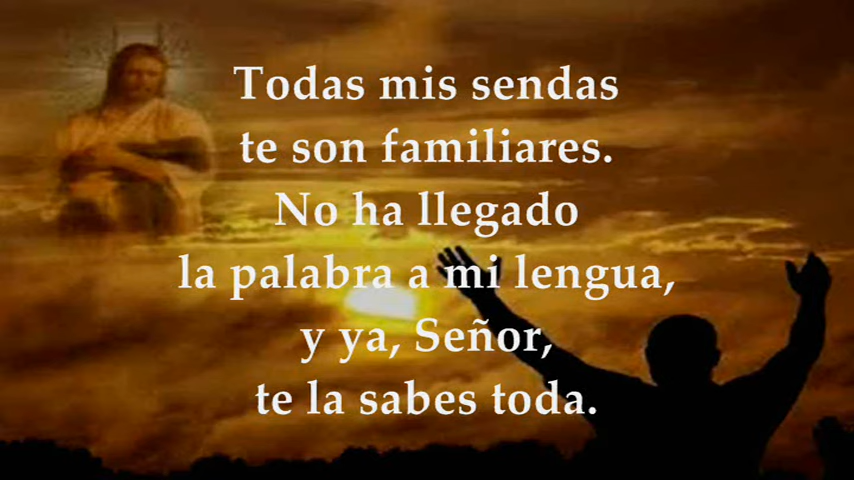 Todas mis sendas
te son familiares.
No ha llegado
la palabra a mi lengua,
y ya, Señor,
te la sabes toda.